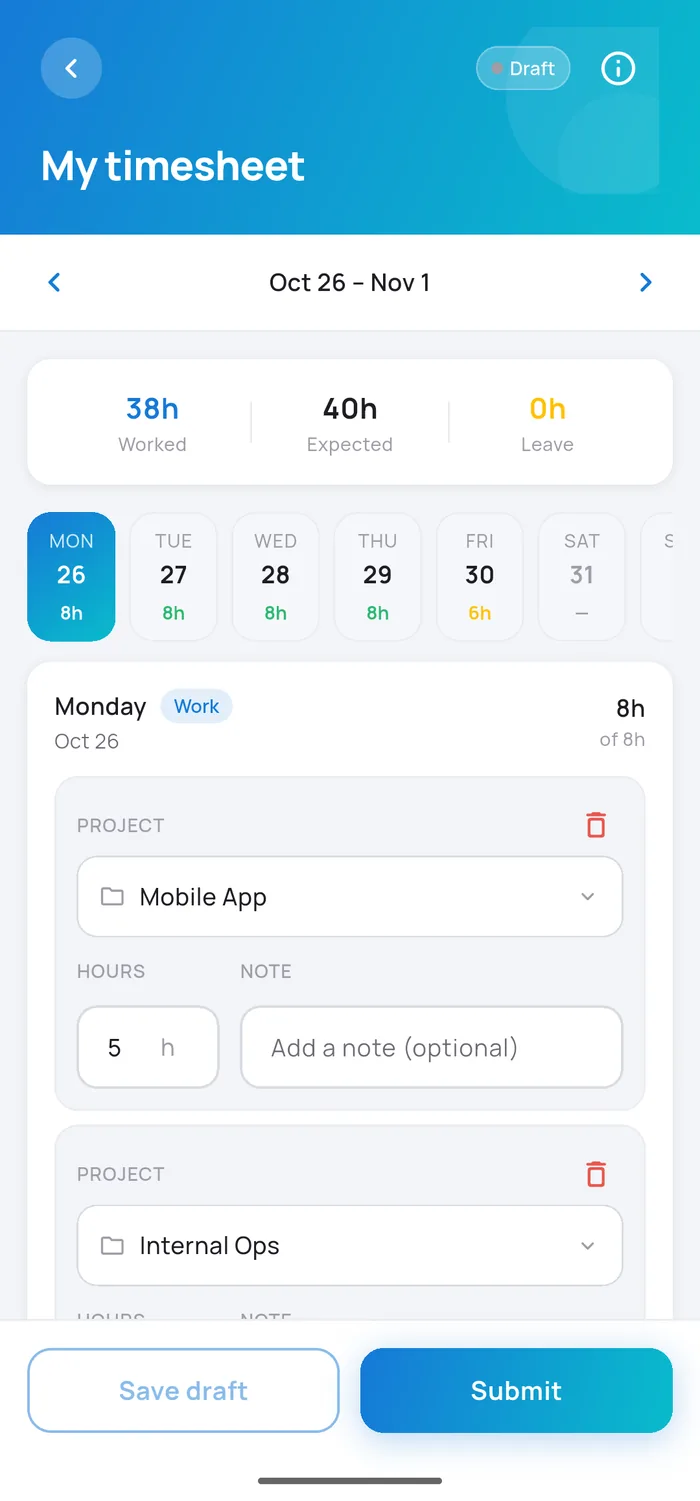 Draft
My timesheet
Oct 26 – Nov 1
38h 40h 0h
Worked Expected Leave
MON TUE WED THU FRI SAT S
26 27 28 29 30 31
8h 8h 8h 8h 6h –
Monday Work 8h
Oct 26 of 8h
PROJECT
Mobile App
HOURS NOTE
5 h Add a note (optional)
PROJECT
Internal Ops
HOURS NOTE
Save draft Submit